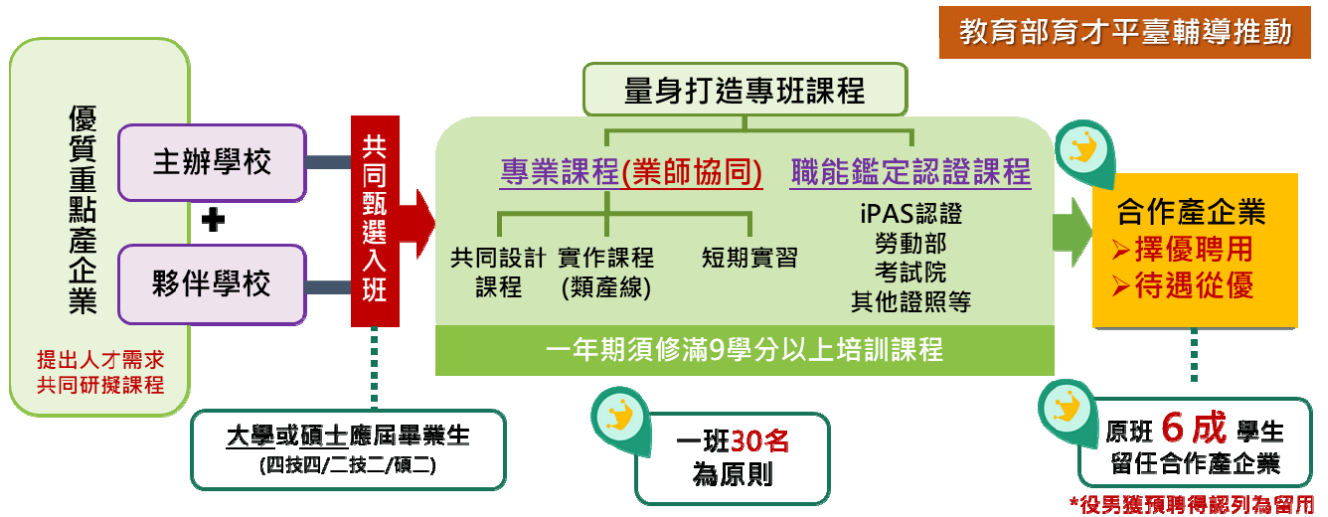 教育部育才平臺輔導推動
優質重點產企業
提出人才需求
共同研擬課程
主辦學校
+
夥伴學校
共同甄選入班
大學或碩士應屆畢業生
(四技四/二技二/碩二)
量身打造專班課程
專業課程(業師協同)
共同設計
課程
實作課程
(類產線)
短期實習
職能鑑定認證課程
iPAS認證
勞動部
考試院
其他證照等
一年期須修滿9學分以上培訓課程
一班30名
為原則
合作產企業
➢擇優聘用
➢待遇從優
原班 6 成 學生
留任合作產企業
*役男獲預聘得認列為留用